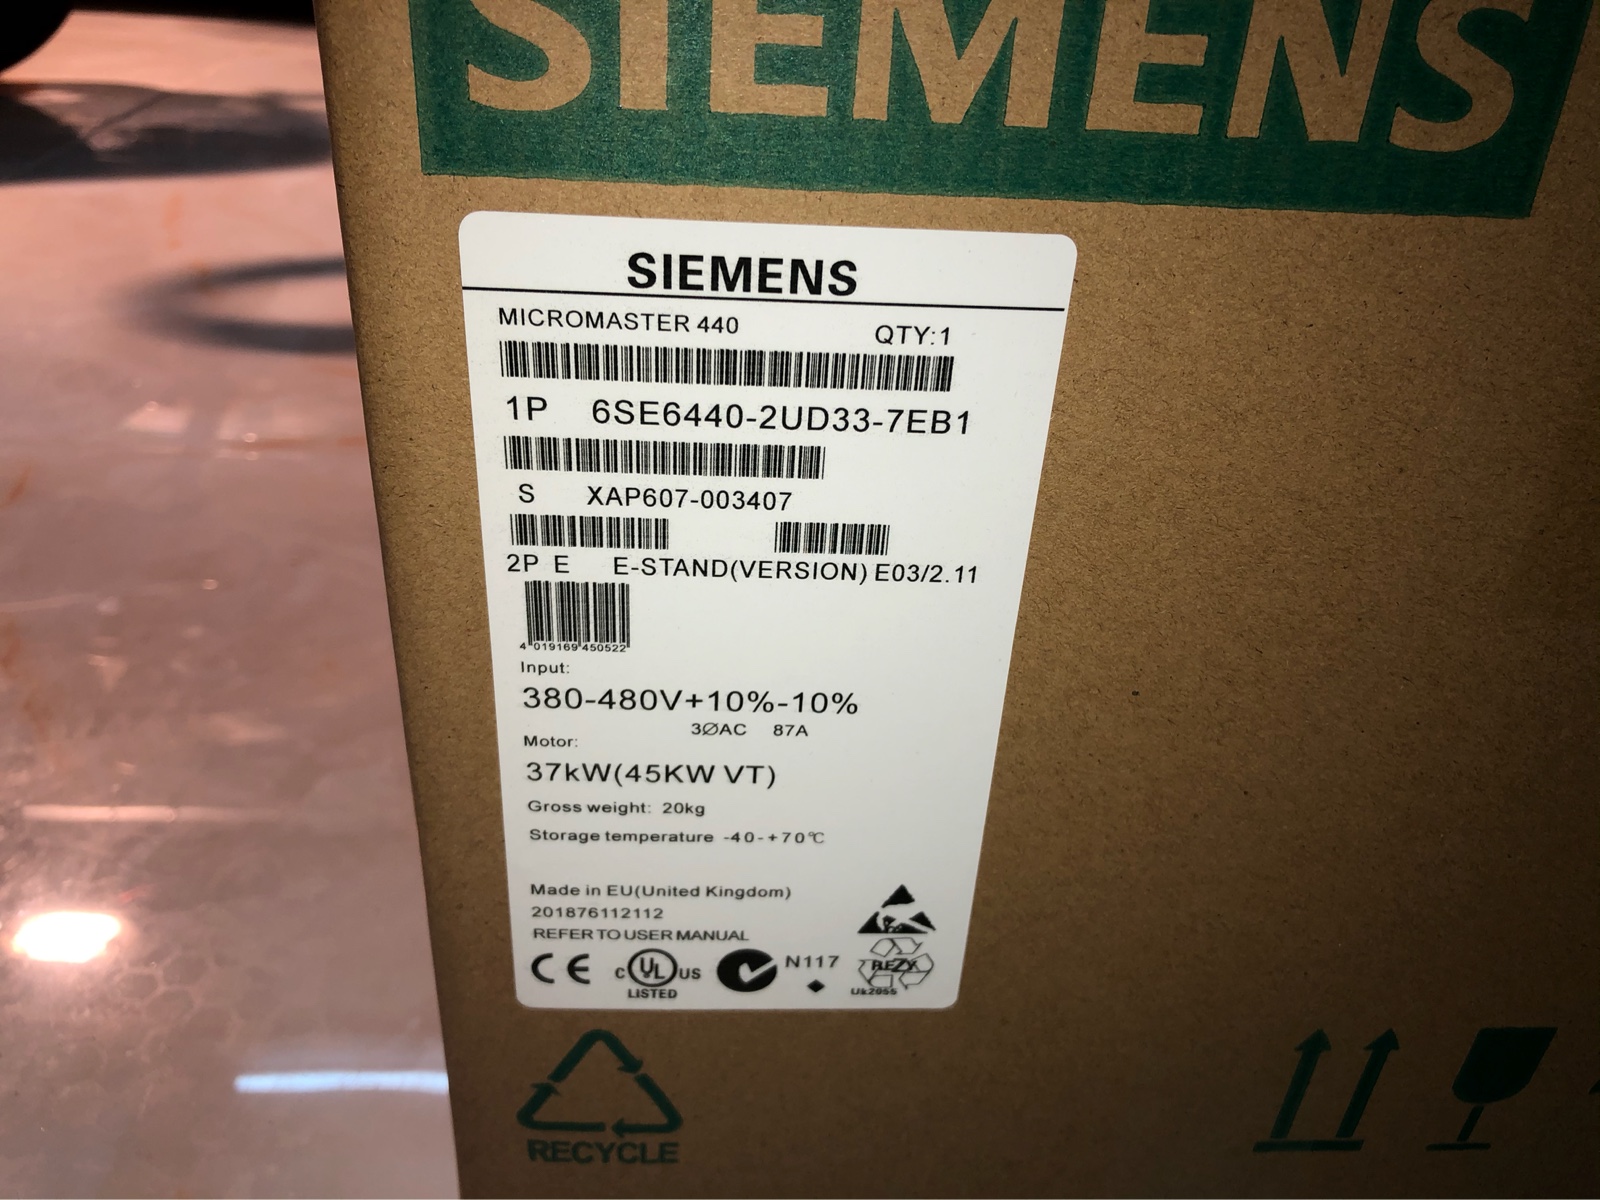 SIEMENS
SIEMENS
MICROMASTER 440
QTY:1
1P 6SE6440-2UD33-7EB1
S XAP607-003407
2P E E-STAND(VERSION) E03/2.11
4 019169 450522
Input:
380-480V+10%-10%
3ØAC 87A
Motor:
37kW(45KW VT)
Gross weight: 20kg
Storage temperature -40-+70℃
Made in EU(United Kingdom)
201876112112
REFER TO USER MANUAL
CE c UL US N117 REZY
LISTED Uk2055
RECYCLE